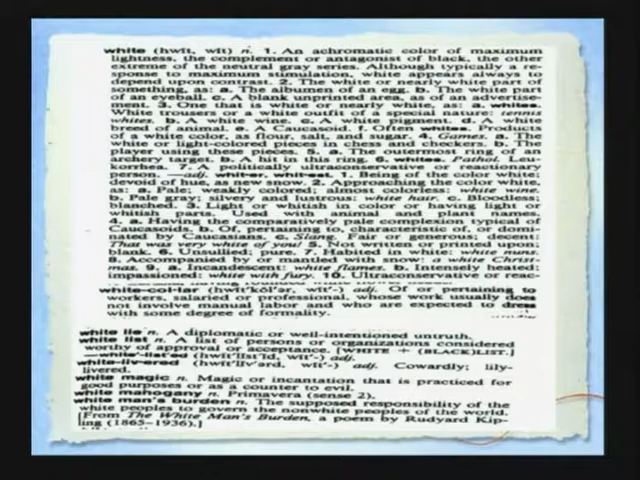 white (hwīt, wīt) n. 1. An achromatic color of maximum
lightness, the complement or antagonist of black, the other
extreme of the neutral gray series. Although typically a re-
sponse to maximum stimulation, white appears always to
depend upon contrast. 2. The white or nearly white part of
something, as: a. The albumen of an egg. b. The white part
of an eyeball. c. A blank unprinted area, as of an advertise-
ment. 3. One that is white or nearly white, as: a. whites.
White trousers or a white outfit of a special nature: tennis
whites. b. A white wine. c. A white pigment. d. A white
breed of animal. e. A Caucasoid. f. Often whites. Products
of a white color, as flour, salt, and sugar. 4. Games. a. The
white or light-colored pieces in chess and checkers. b. The
player using these pieces. 5. a. The outermost ring of an
archery target. b. A hit in this ring. 6. whites. Pathol. Leu-
korrhea. 7. A politically ultraconservative or reactionary
person. —adj. whit·er, whit·est. 1. Being of the color white;
devoid of hue, as new snow. 2. Approaching the color white,
as: a. Pale; weakly colored; almost colorless: white wine.
b. Pale gray; silvery and lustrous: white hair. c. Bloodless;
blanched. 3. Light or whitish in color or having light or
whitish parts. Used with animal and plant names.
4. a. Having the comparatively pale complexion typical of
Caucasoids. b. Of, pertaining to, characteristic of, or domi-
nated by Caucasians. c. Slang. Fair or generous; decent:
That was very white of you! 5. Not written or printed upon;
blank. 6. Unsullied; pure. 7. Habited in white: white nuns.
8. Accompanied by or mantled with snow: a white Christ-
mas. 9. a. Incandescent: white flames. b. Intensely heated;
impassioned: white with fury. 10. Ultraconservative or reac-
white-col·lar (hwīt'kŏl'ər, wīt'-) adj. Of or pertaining to
workers, salaried or professional, whose work usually does
not involve manual labor and who are expected to dress
with some degree of formality.
white lie n. A diplomatic or well-intentioned untruth.
white list n. A list of persons or organizations considered
worthy of approval or acceptance. [WHITE + (BLACK)LIST.]
—white'-list'ed (hwīt'lĭst'ĭd, wīt'-) adj.
white-liv·ered (hwīt'lĭv'ərd, wīt'-) adj. Cowardly; lily-
livered.
white magic n. Magic or incantation that is practiced for
good purposes or as a counter to evil.
white mahogany n. Primavera (sense 2).
white man's burden n. The supposed responsibility of the
white peoples to govern the nonwhite peoples of the world.
[From The White Man's Burden, a poem by Rudyard Kip-
ling (1865-1936).]